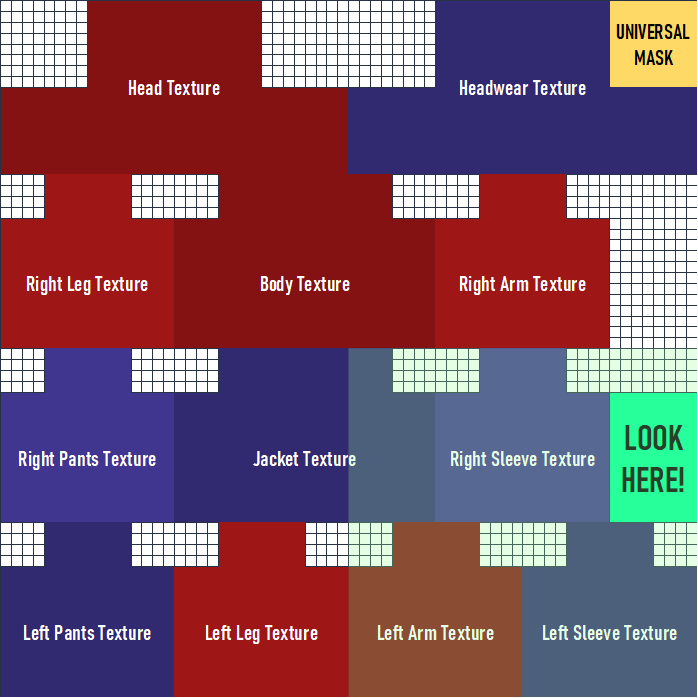 UNIVERSAL
MASK
Head Texture
Headwear Texture
Right Leg Texture
Body Texture
Right Arm Texture
Right Pants Texture
Jacket Texture
Right Sleeve Texture
LOOK
HERE!
Left Pants Texture
Left Leg Texture
Left Arm Texture
Left Sleeve Texture